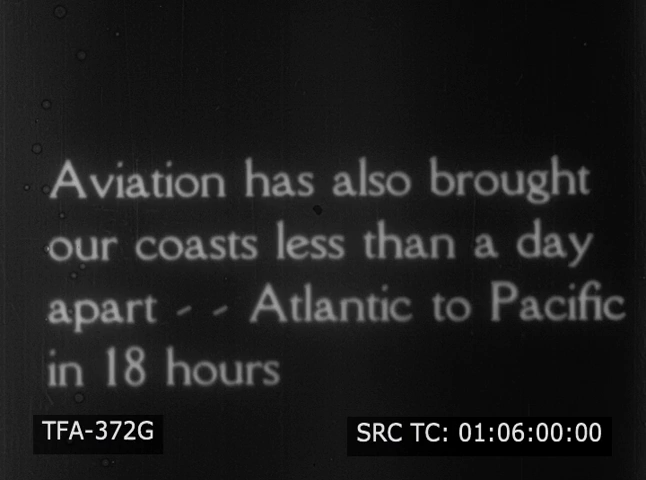 Aviation has also brought
our coasts less than a day
apart - - Atlantic to Pacific
in 18 hours
TFA-372G
SRC TC: 01:06:00:00